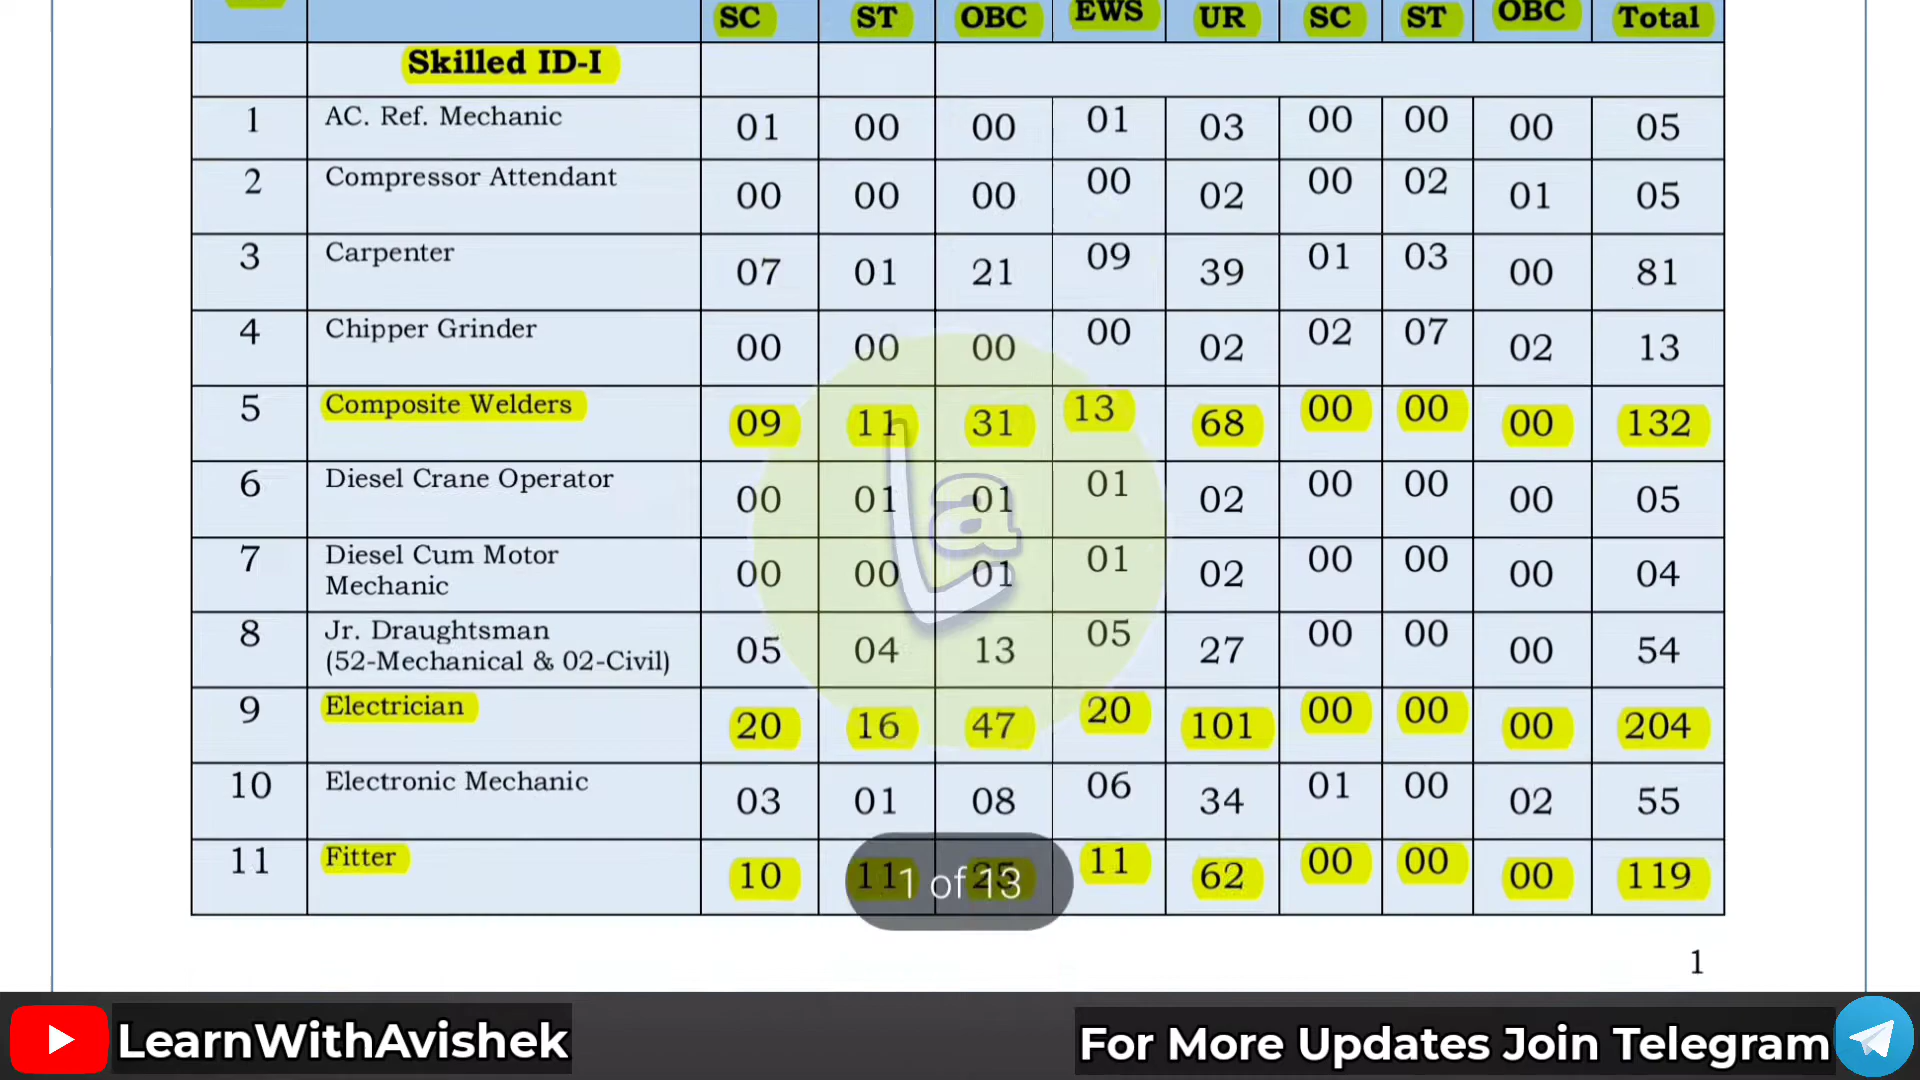 SC ST OBC EWS UR SC ST OBC Total
Skilled ID-I
1 AC. Ref. Mechanic 01 00 00 01 03 00 00 00 05
2 Compressor Attendant 00 00 00 00 02 00 02 01 05
3 Carpenter 07 01 21 09 39 01 03 00 81
4 Chipper Grinder 00 00 00 00 02 02 07 02 13
5 Composite Welders 09 11 31 13 68 00 00 00 132
6 Diesel Crane Operator 00 01 01 01 02 00 00 00 05
7 Diesel Cum Motor
Mechanic 00 00 01 01 02 00 00 00 04
8 Jr. Draughtsman
(52-Mechanical & 02-Civil) 05 04 13 05 27 00 00 00 54
9 Electrician 20 16 47 20 101 00 00 00 204
10 Electronic Mechanic 03 01 08 06 34 01 00 02 55
11 Fitter 10 11 25 11 62 00 00 00 119
1 of 13
1
La
LearnWithAvishek
For More Updates Join Telegram